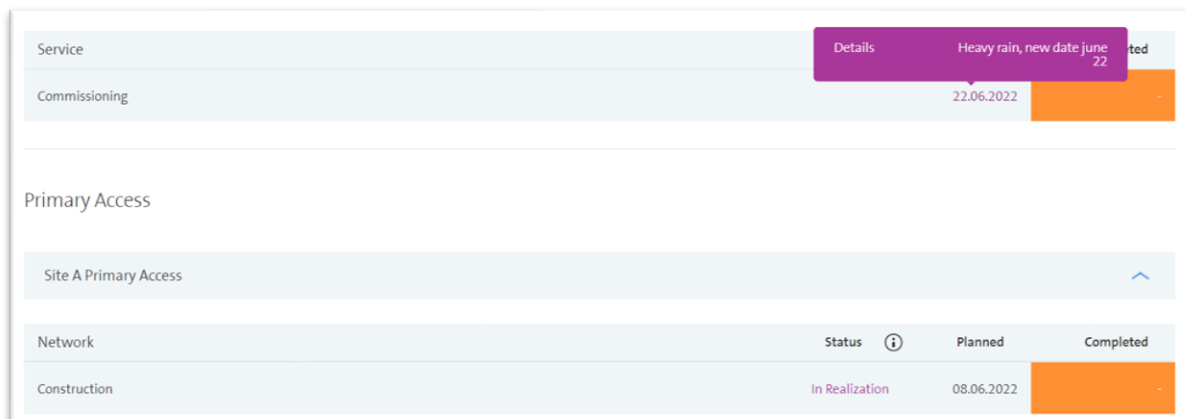 Service
Details Heavy rain, new date june
22
ted
Commissioning 22.06.2022 -
Primary Access
Site A Primary Access
Network Status i Planned Completed
Construction In Realization 08.06.2022 -